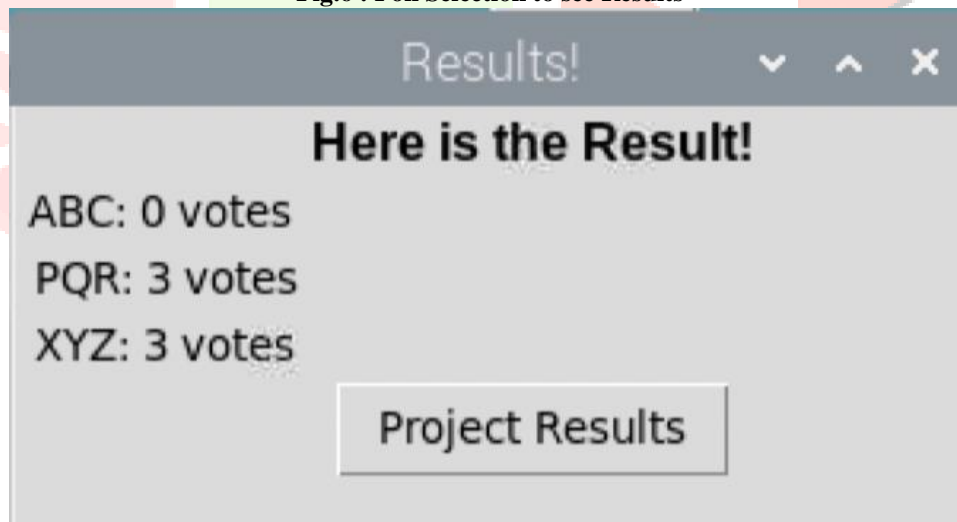 Results!
Here is the Result!
ABC: 0 votes
PQR: 3 votes
XYZ: 3 votes
Project Results